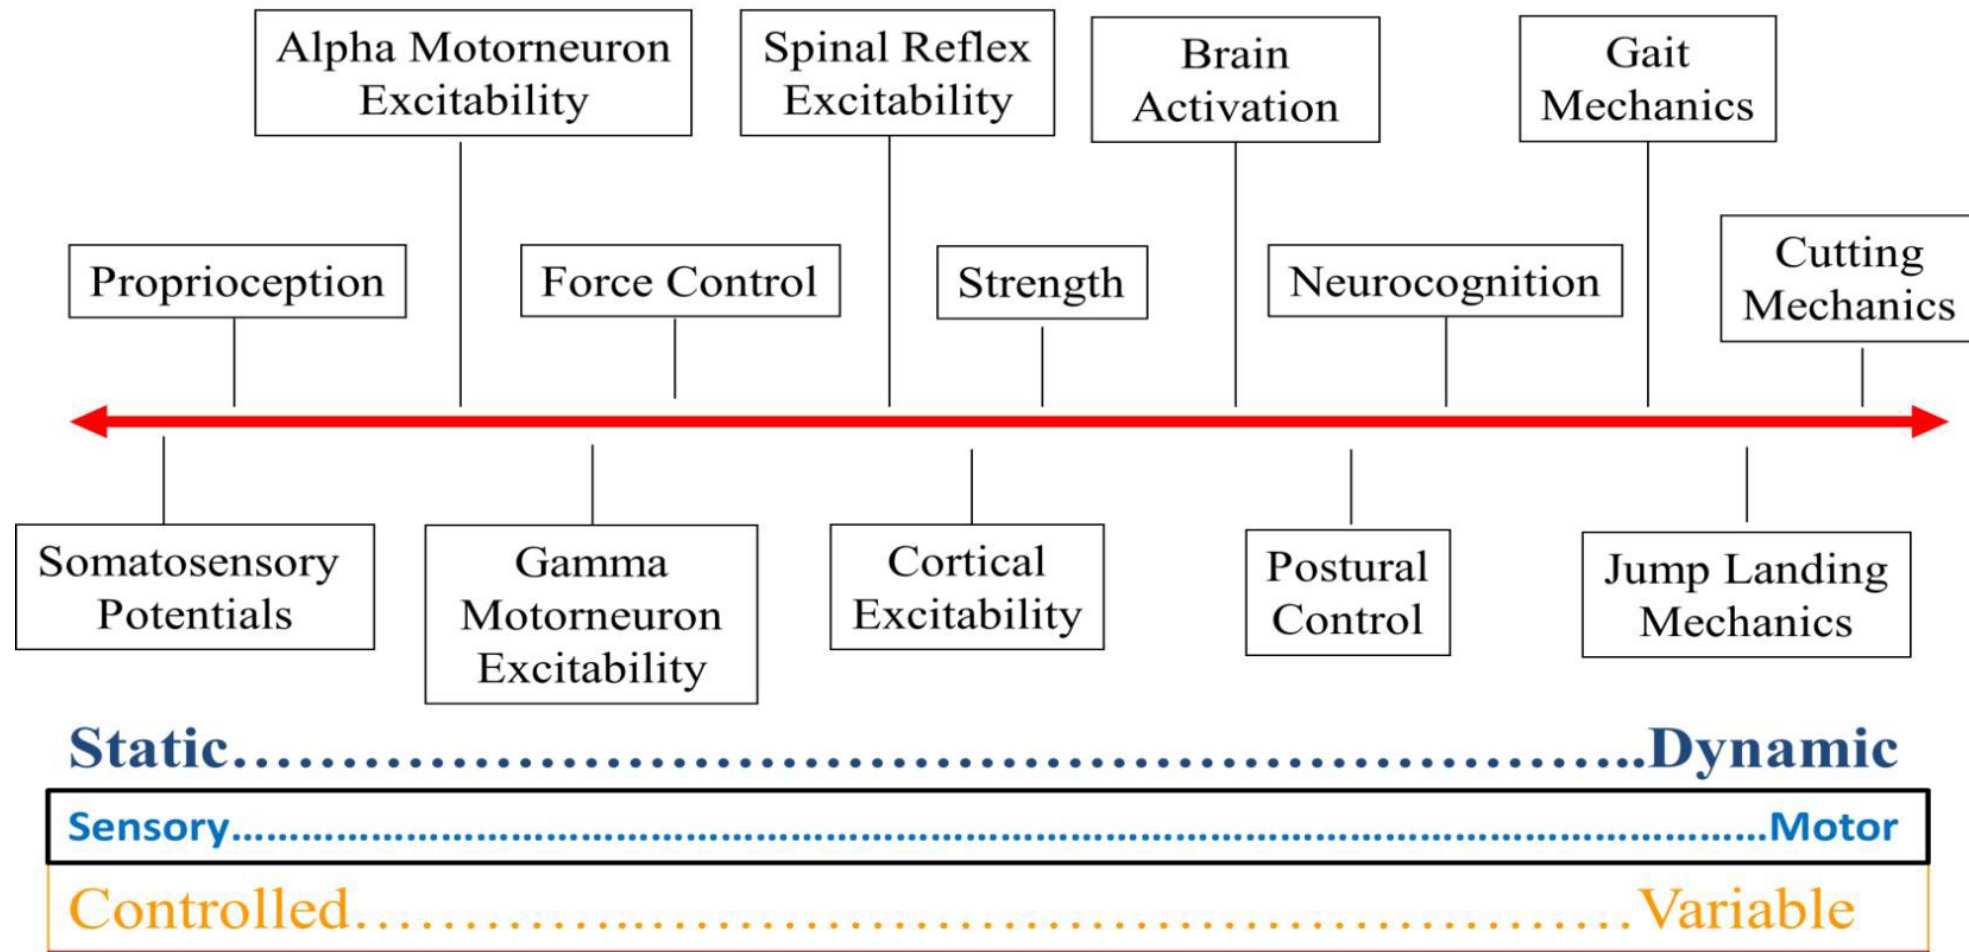 Alpha Motorneuron
Excitability
Spinal Reflex
Excitability
Brain
Activation
Gait
Mechanics
Proprioception
Force Control
Strength
Neurocognition
Cutting
Mechanics
Somatosensory
Potentials
Gamma
Motorneuron
Excitability
Cortical
Excitability
Postural
Control
Jump Landing
Mechanics
Static.......................................................Dynamic
Sensory.......................................................Motor
Controlled.......................................................Variable